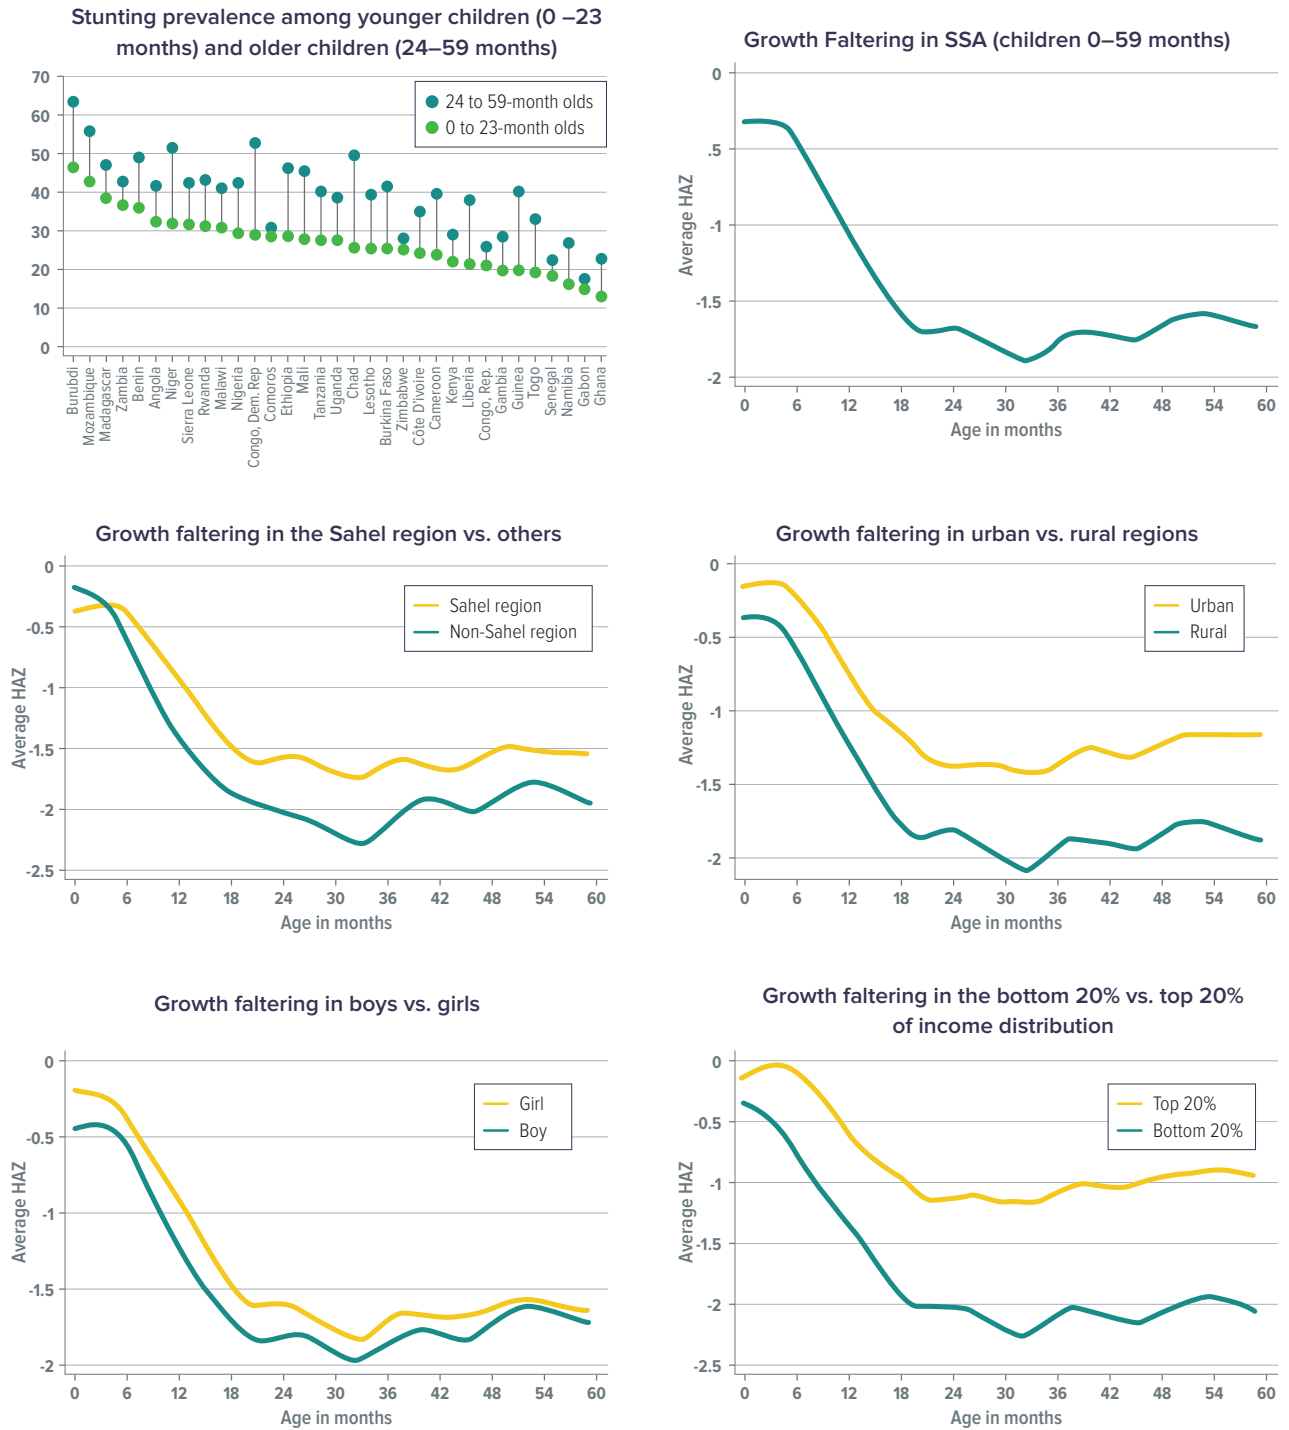 Stunting prevalence among younger children (0 –23
months) and older children (24–59 months)
70
60
50
40
30
20
10
0
24 to 59-month olds
0 to 23-month olds
Burubdi
Mozambique
Madagascar
Zambia
Benin
Angola
Niger
Sierra Leone
Rwanda
Malawi
Nigeria
Congo, Dem. Rep
Comoros
Ethiopia
Mali
Tanzania
Uganda
Chad
Lesotho
Burkina Faso
Zimbabwe
Côte D'ivoire
Cameroon
Kenya
Liberia
Congo, Rep.
Gambia
Guinea
Togo
Senegal
Namibia
Gabon
Ghana
Growth Faltering in SSA (children 0–59 months)
Average HAZ
0
.5
-1
-1.5
-2
0 6 12 18 24 30 36 42 48 54 60
Age in months
Growth faltering in the Sahel region vs. others
Average HAZ
0
-0.5
-1
-1.5
-2
-2.5
Sahel region
Non-Sahel region
0 6 12 18 24 30 36 42 48 54 60
Age in months
Growth faltering in urban vs. rural regions
Average HAZ
0
-0.5
-1
-1.5
-2
Urban
Rural
0 6 12 18 24 30 36 42 48 54 60
Age in months
Growth faltering in boys vs. girls
Average HAZ
0
-0.5
-1
-1.5
-2
Girl
Boy
0 6 12 18 24 30 36 42 48 54 60
Age in months
Growth faltering in the bottom 20% vs. top 20%
of income distribution
Average HAZ
0
-0.5
-1
-1.5
-2
-2.5
Top 20%
Bottom 20%
0 6 12 18 24 30 36 42 48 54 60
Age in months